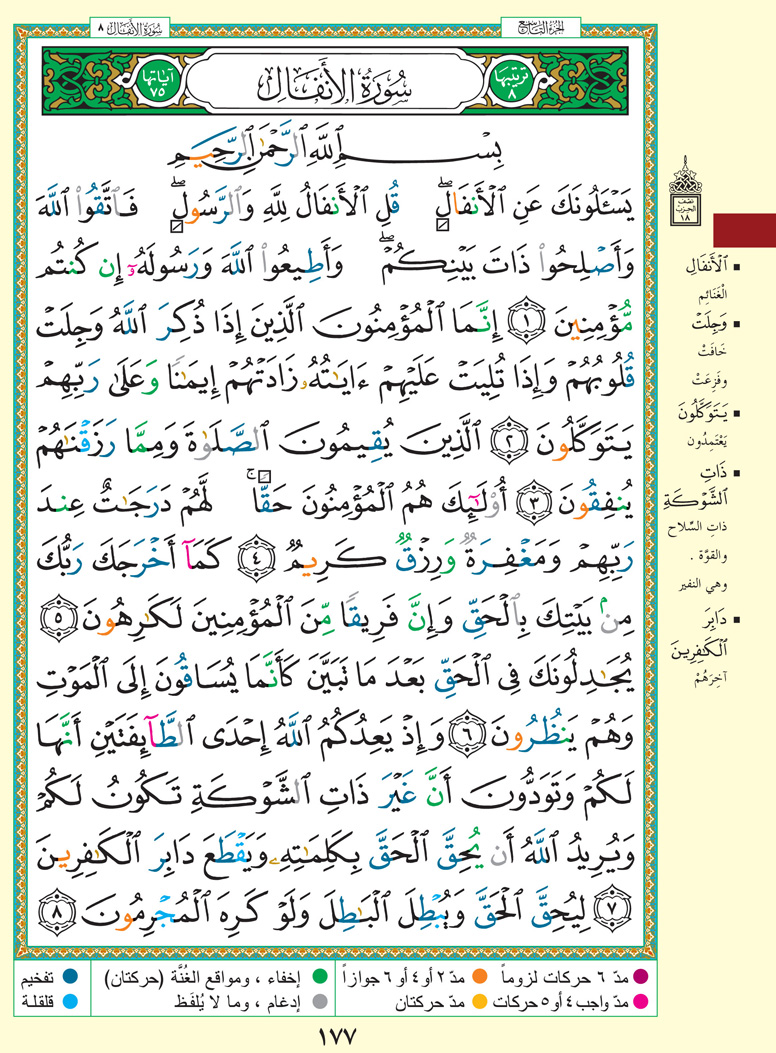 الجزء التاسع
سورة الأنفال ٨
ترتيبها ٨
سُورَةُ الأَنفَالِ
آياتها ٧٥
بِسْمِ ٱللَّهِ ٱلرَّحْمَٰنِ ٱلرَّحِيمِ
يَسْـَٔلُونَكَ عَنِ ٱلْأَنفَالِ ۖ قُلِ ٱلْأَنفَالُ لِلَّهِ وَٱلرَّسُولِ ۖ فَٱتَّقُوا۟ ٱللَّهَ
وَأَصْلِحُوا۟ ذَاتَ بَيْنِكُمْ ۖ وَأَطِيعُوا۟ ٱللَّهَ وَرَسُولَهُۥٓ إِن كُنتُم
مُّؤْمِنِينَ ١ إِنَّمَا ٱلْمُؤْمِنُونَ ٱلَّذِينَ إِذَا ذُكِرَ ٱللَّهُ وَجِلَتْ
قُلُوبُهُمْ وَإِذَا تُلِيَتْ عَلَيْهِمْ ءَايَٰتُهُۥ زَادَتْهُمْ إِيمَٰنًا وَعَلَىٰ رَبِّهِمْ
يَتَوَكَّلُونَ ٢ ٱلَّذِينَ يُقِيمُونَ ٱلصَّلَوٰةَ وَمِمَّا رَزَقْنَٰهُمْ
يُنفِقُونَ ٣ أُو۟لَٰٓئِكَ هُمُ ٱلْمُؤْمِنُونَ حَقًّا ۚ لَّهُمْ دَرَجَٰتٌ عِندَ
رَبِّهِمْ وَمَغْفِرَةٌ وَرِزْقٌ كَرِيمٌ ٤ كَمَآ أَخْرَجَكَ رَبُّكَ
مِنۢ بَيْتِكَ بِٱلْحَقِّ وَإِنَّ فَرِيقًا مِّنَ ٱلْمُؤْمِنِينَ لَكَٰرِهُونَ ٥
يُجَٰدِلُونَكَ فِى ٱلْحَقِّ بَعْدَ مَا تَبَيَّنَ كَأَنَّمَا يُسَاقُونَ إِلَى ٱلْمَوْتِ
وَهُمْ يَنظُرُونَ ٦ وَإِذْ يَعِدُكُمُ ٱللَّهُ إِحْدَى ٱلطَّآئِفَتَيْنِ أَنَّهَا
لَكُمْ وَتَوَدُّونَ أَنَّ غَيْرَ ذَاتِ ٱلشَّوْكَةِ تَكُونُ لَكُمْ
وَيُرِيدُ ٱللَّهُ أَن يُحِقَّ ٱلْحَقَّ بِكَلِمَٰتِهِۦ وَيَقْطَعَ دَابِرَ ٱلْكَٰفِرِينَ
٧ لِيُحِقَّ ٱلْحَقَّ وَيُبْطِلَ ٱلْبَٰطِلَ وَلَوْ كَرِهَ ٱلْمُجْرِمُونَ ٨
نصف
الحزب
١٨
▪ ٱلْأَنفَالِ
الْغَنَائِمِ
▪ وَجِلَتْ
خَافَتْ
وفَزِعَتْ
▪ يَتَوَكَّلُونَ
يَعْتَمِدُون
▪ ذَاتِ
ٱلشَّوْكَةِ
ذاتِ السِّلاح
والقوَّة .
وهي النفير
▪ دَابِرَ
ٱلْكَٰفِرِينَ
آخِرَهُمْ
مدّ ٦ حركات لزوماً مدّ ٢ أو ٤ أو ٦ جوازاً إخفاء ، ومواقع الغُنَّة (حركتان) تفخيم
مدّ واجب ٤ أو ٥ حركات مدّ حركتان إدغام ، وما لا يُلفَظ قلقلة
١٧٧